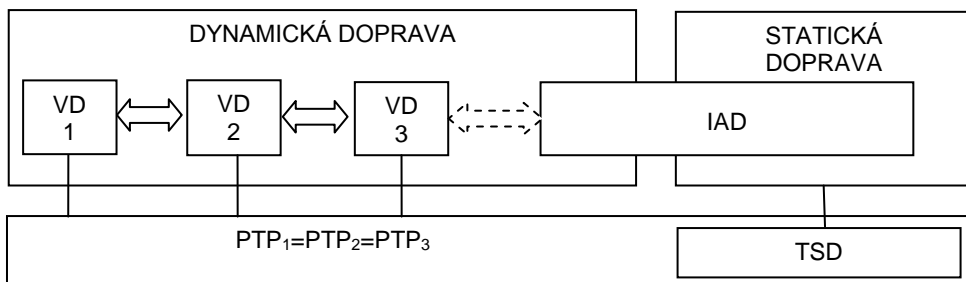 DYNAMICKÁ DOPRAVA
STATICKÁ
DOPRAVA
VD
1
VD
2
VD
3
IAD
PTP₁=PTP₂=PTP₃
TSD